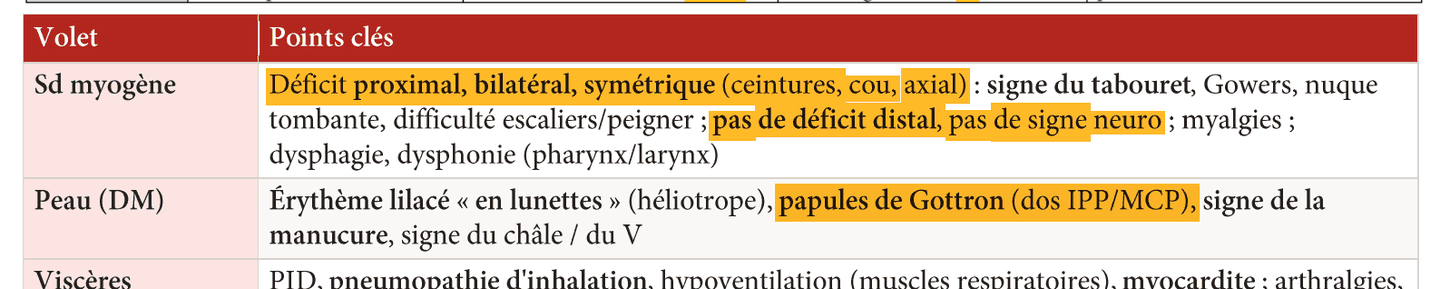 Volet Points clés
Sd myogène Déficit proximal, bilatéral, symétrique (ceintures, cou, axial) : signe du tabouret, Gowers, nuque
tombante, difficulté escaliers/peigner ; pas de déficit distal, pas de signe neuro ; myalgies ;
dysphagie, dysphonie (pharynx/larynx)
Peau (DM) Érythème lilacé « en lunettes » (héliotrope), papules de Gottron (dos IPP/MCP), signe de la
manucure, signe du châle / du V
Viscères PID, pneumopathie d'inhalation, hypoventilation (muscles respiratoires), myocardite ; arthralgies,